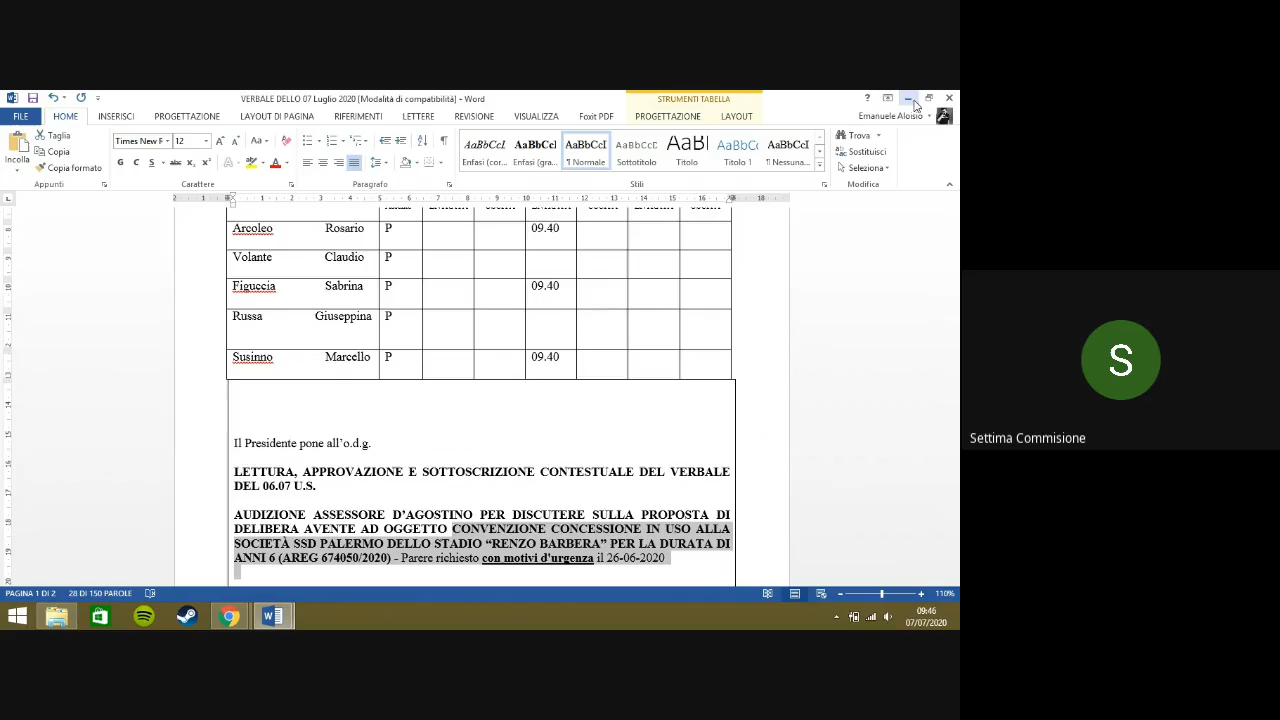 VERBALE DELLO 07 Luglio 2020 [Modalità di compatibilità] - Word
STRUMENTI TABELLA
FILE HOME INSERISCI PROGETTAZIONE LAYOUT DI PAGINA RIFERIMENTI LETTERE REVISIONE VISUALIZZA Foxit PDF PROGETTAZIONE LAYOUT
Emanuele Aloisio
Incolla
Taglia
Copia
Copia formato
Appunti
Times New F 12
G C S abc
Carattere
Paragrafo
AaBbCcI AaBbCcI AaBbCcI AaBbCcD AaBI AaBbCc AaBbCcI
Enfasi (cor... Enfasi (gra... ¶ Normale Sottotitolo Titolo Titolo 1 ¶ Nessuna...
Stili
Trova
Sostituisci
Seleziona
Modifica
Arcoleo Rosario P 09.40
Volante Claudio P
Figuccia Sabrina P 09.40
Russa Giuseppina P
Susinno Marcello P 09.40
Il Presidente pone all’o.d.g.
LETTURA, APPROVAZIONE E SOTTOSCRIZIONE CONTESTUALE DEL VERBALE
DEL 06.07 U.S.
AUDIZIONE ASSESSORE D’AGOSTINO PER DISCUTERE SULLA PROPOSTA DI
DELIBERA AVENTE AD OGGETTO CONVENZIONE CONCESSIONE IN USO ALLA
SOCIETÀ SSD PALERMO DELLO STADIO “RENZO BARBERA” PER LA DURATA DI
ANNI 6 (AREG 674050/2020) - Parere richiesto con motivi d'urgenza il 26-06-2020
PAGINA 1 DI 2 28 DI 150 PAROLE 110%
09:46
07/07/2020
S
Settima Commisione